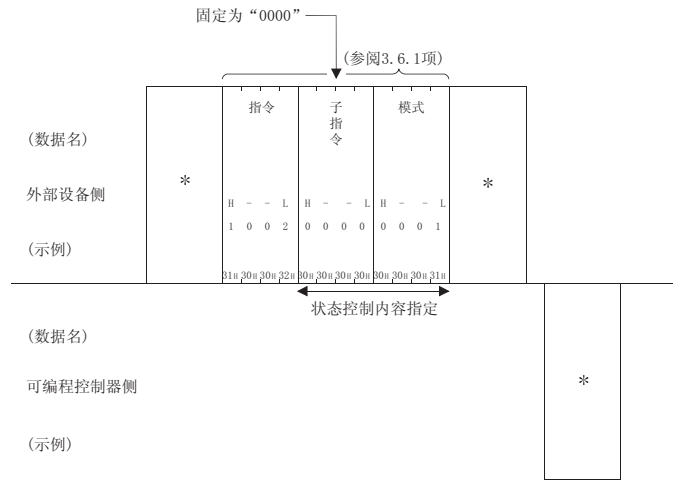 固定为“0000”
(参阅3.6.1项)
指令 子指令 模式
(数据名)
* *
外部设备侧
H - - L H - - L H - - L
1 0 0 2 0 0 0 0 0 0 0 1
(示例)
31H 30H 30H 32H 30H 30H 30H 30H 30H 30H 30H 31H
状态控制内容指定
(数据名)
可编程控制器侧
*
(示例)